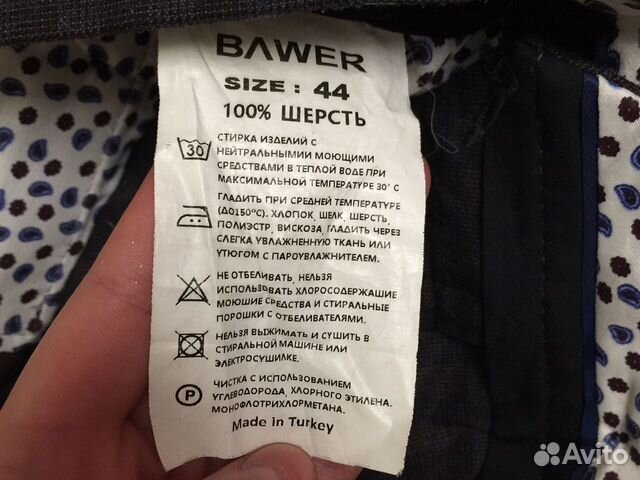 BAWER
SIZE : 44
100% ШЕРСТЬ
30
СТИРКА ИЗДЕЛИЙ С
НЕЙТРАЛЬНЫМИИ МОЮЩИМИ
СРЕДСТВАМИ В ТЕПЛОЙ ВОДЕ ПРИ
МАКСИМАЛЬНОЙ ТЕМПЕРАТУРЕ 30° С
ГЛАДИТЬ ПРИ СРЕДНЕЙ ТЕМПЕРАТУРЕ
(ДО150°С). ХЛОПОК, ШЕЛК, ШЕРСТЬ,
ПОЛИЭСТР, ВИСКОЗА, ГЛАДИТЬ ЧЕРЕЗ
СЛЕГКА УВЛАЖНЕННУЮ ТКАНЬ ИЛИ
УТЮГОМ С ПАРОУВЛАЖНИТЕЛЕМ.
НЕ ОТБЕЛИВАТЬ, НЕЛЬЗЯ
ИСПОЛЬЗОВАТЬ ХЛОРОСОДЕРЖАЩИЕ
МОЮШИЕ СРЕДСТВА И СТИРАЛЬНЫЕ
ПОРОШКИ С ОТБЕЛИВАТЕЛЯМИ.
НЕЛЬЗЯ ВЫЖИМАТЬ И СУШИТЬ В
СТИРАЛЬНОЙ МАШИНЕ ИЛИ
ЭЛЕКТРОСУШИЛКЕ.
P
ЧИСТКА С ИСПОЛЬЗОВАНИЕМ
УГЛЕВОДОРОДА, ХЛОРНОГО ЭТИЛЕНА.
МОНОФЛОТРИХЛОРМЕТАНА.
Made in Turkey
Avito